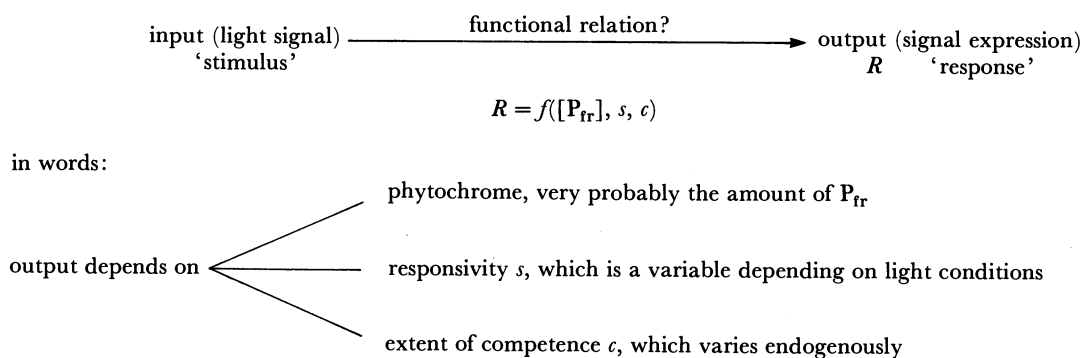 functional relation?
input (light signal) output (signal expression)
'stimulus' R 'response'
R = f([Pfr], s, c)
in words:
phytochrome, very probably the amount of Pfr
output depends on
responsivity s, which is a variable depending on light conditions
extent of competence c, which varies endogenously